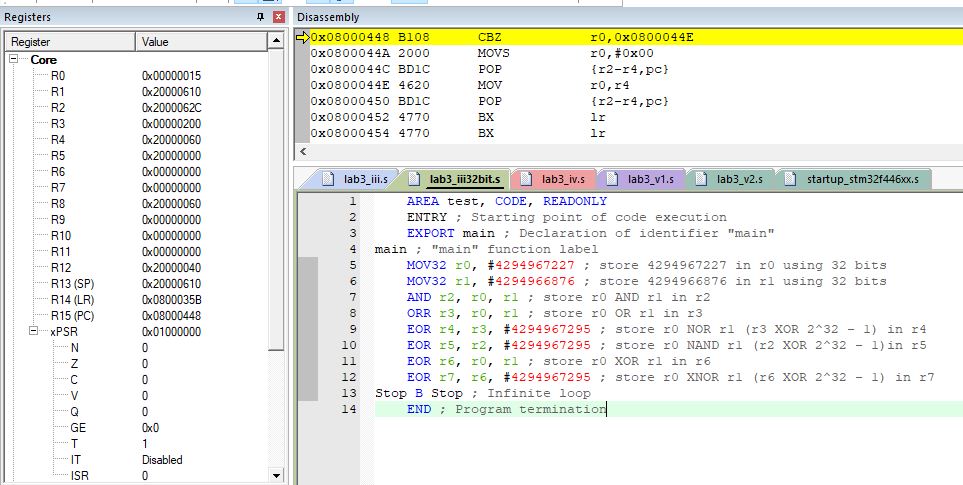 Registers
Register Value
Core
R0 0x00000015
R1 0x20000610
R2 0x2000062C
R3 0x00000200
R4 0x20000060
R5 0x20000000
R6 0x00000000
R7 0x00000000
R8 0x20000060
R9 0x00000000
R10 0x00000000
R11 0x00000000
R12 0x20000040
R13 (SP) 0x20000610
R14 (LR) 0x0800035B
R15 (PC) 0x08000448
xPSR 0x01000000
N 0
Z 0
C 0
V 0
Q 0
GE 0x0
T 1
IT Disabled
ISR 0
Disassembly
0x08000448 B108 CBZ r0,0x0800044E
0x0800044A 2000 MOVS r0,#0x00
0x0800044C BD1C POP {r2-r4,pc}
0x0800044E 4620 MOV r0,r4
0x08000450 BD1C POP {r2-r4,pc}
0x08000452 4770 BX lr
0x08000454 4770 BX lr
lab3_iii.s lab3_iii32bit.s lab3_iv.s lab3_v1.s lab3_v2.s startup_stm32f446xx.s
1 AREA test, CODE, READONLY
2 ENTRY ; Starting point of code execution
3 EXPORT main ; Declaration of identifier "main"
4 main ; "main" function label
5 MOV32 r0, #4294967227 ; store 4294967227 in r0 using 32 bits
6 MOV32 r1, #4294966876 ; store 4294966876 in r1 using 32 bits
7 AND r2, r0, r1 ; store r0 AND r1 in r2
8 ORR r3, r0, r1 ; store r0 OR r1 in r3
9 EOR r4, r3, #4294967295 ; store r0 NOR r1 (r3 XOR 2^32 - 1) in r4
10 EOR r5, r2, #4294967295 ; store r0 NAND r1 (r2 XOR 2^32 - 1)in r5
11 EOR r6, r0, r1 ; store r0 XOR r1 in r6
12 EOR r7, r6, #4294967295 ; store r0 XNOR r1 (r6 XOR 2^32 - 1) in r7
13 Stop B Stop ; Infinite loop
14 END ; Program termination